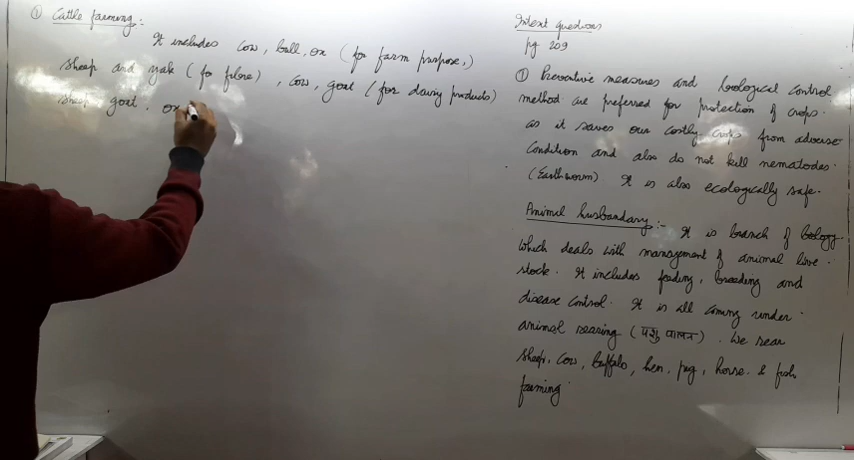 ① Cattle farming :-
It includes cow, bull, ox (for farm purpose,)
sheep and yak (fo fibre) , cow, goat (for dairy products)
sheep goat . ox
Intext questions
pg 209
① Preventive measures and biological control
method are preferred for protection of crops.
as it saves our costly crops from adverse
condition and also do not kill nematodes.
(Earthworm) It is also ecologically safe.
Animal husbandary :- It is branch of biology
which deals with management of animal live
stock. It includes feeding, breeding and
disease control. It is all coming under
animal rearing (पशु पालन) . We rear
sheep, cow, buffalo, hen, pig, horse. & fish
farming